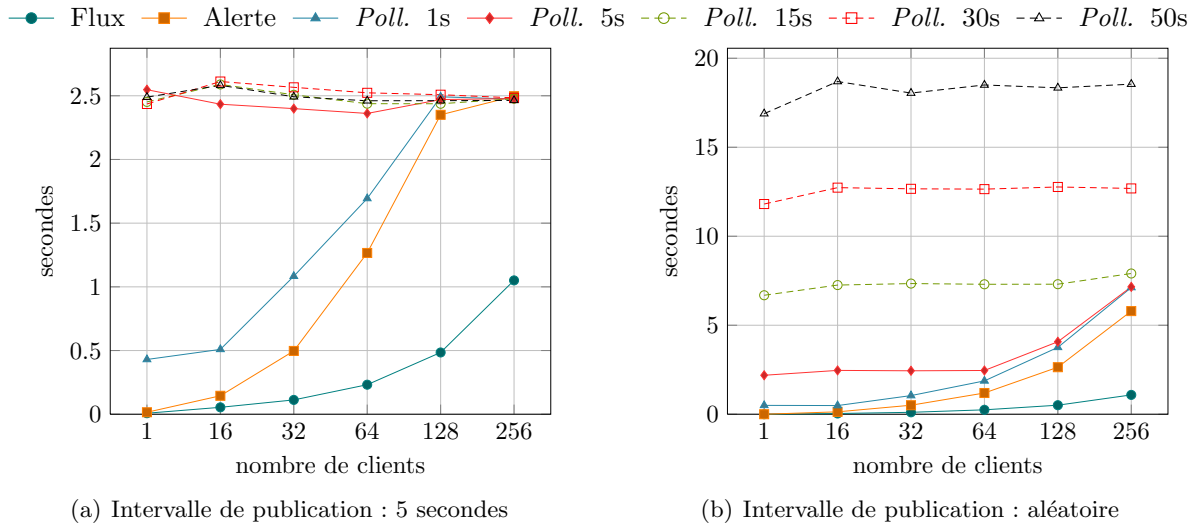 Flux Alerte Poll. 1s Poll. 5s Poll. 15s Poll. 30s Poll. 50s
secondes
2.5
2
1.5
1
0.5
0
1 16 32 64 128 256
nombre de clients
(a) Intervalle de publication : 5 secondes
secondes
20
15
10
5
0
1 16 32 64 128 256
nombre de clients
(b) Intervalle de publication : aléatoire